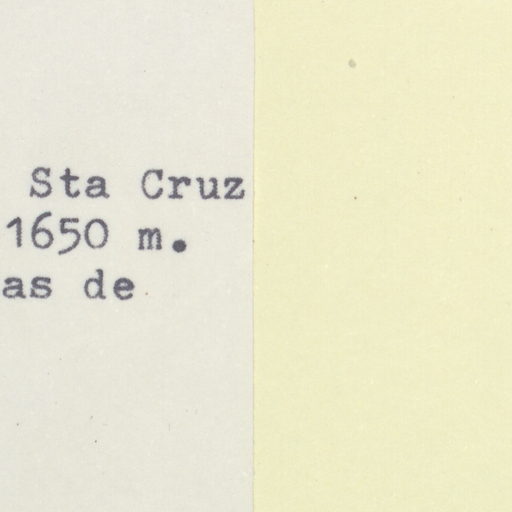 Sta Cruz
1650 m.
as de